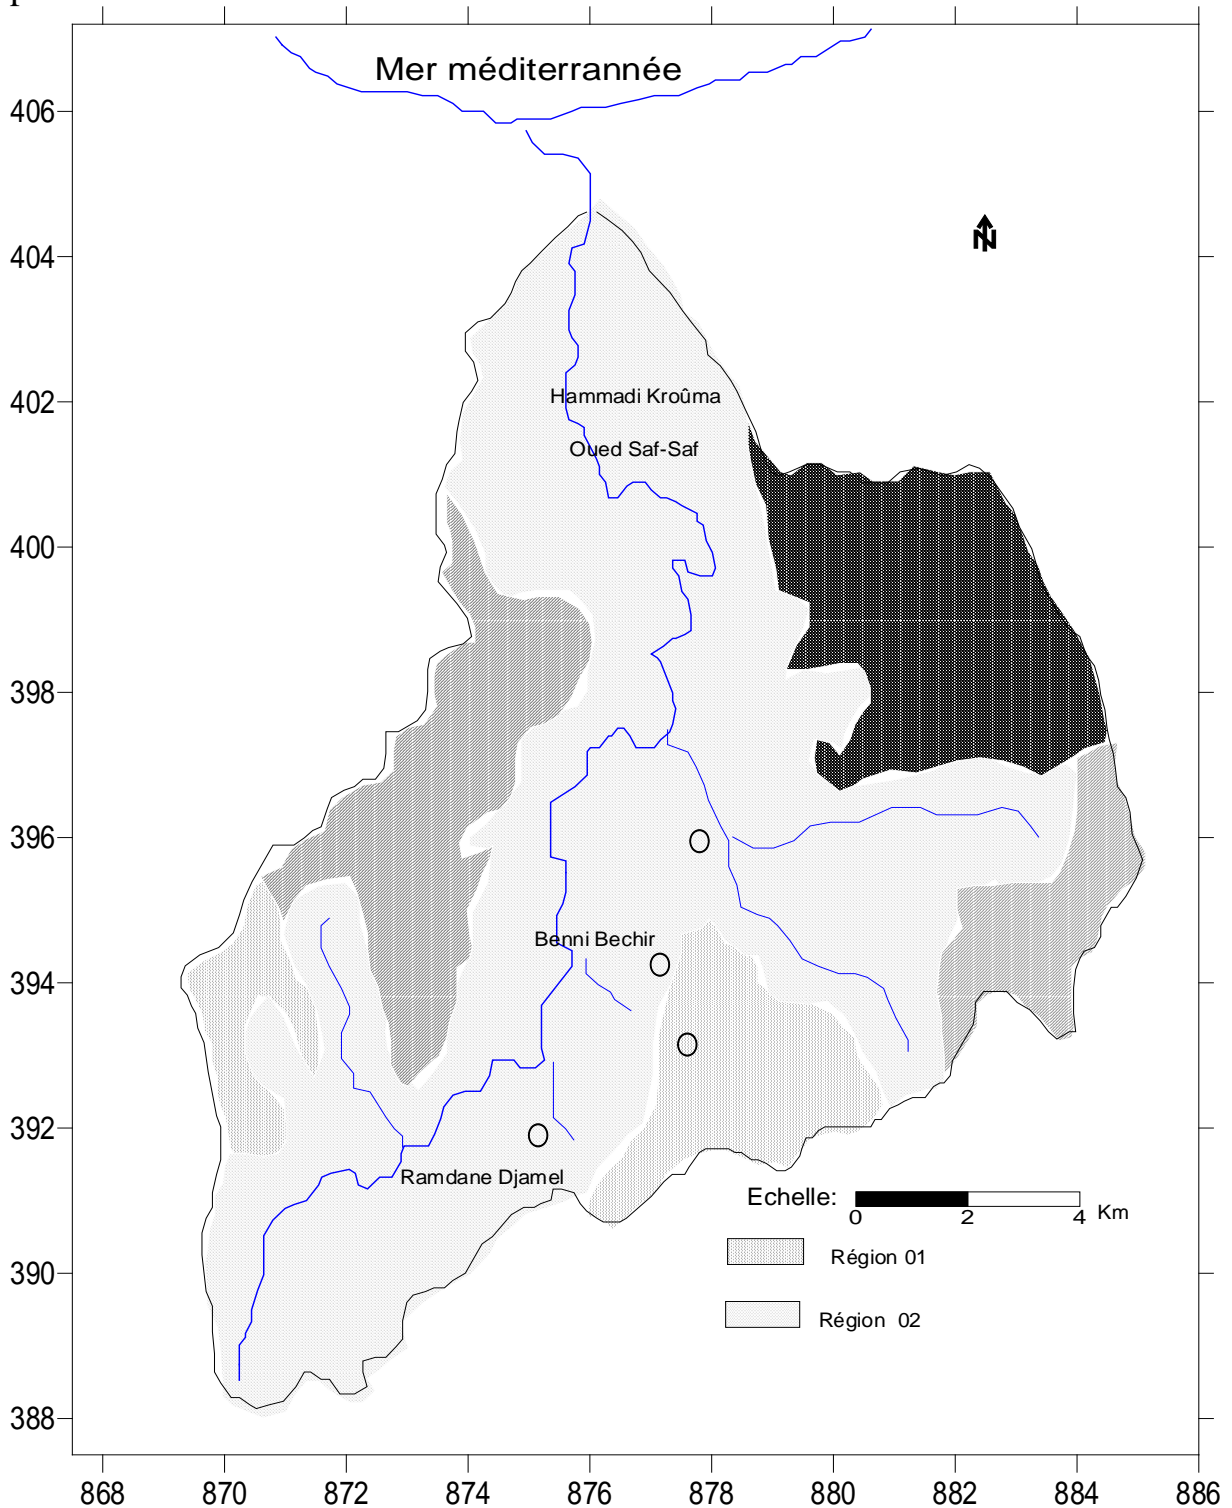 Mer méditerrannée
406
N
404
402
Hammadi Kroûma
Oued Saf-Saf
400
398
396
Benni Bechir
394
392
Ramdane Djamel
Echelle:
0 2 4 Km
Région 01
390
Région 02
388
868 870 872 874 876 878 880 882 884 886